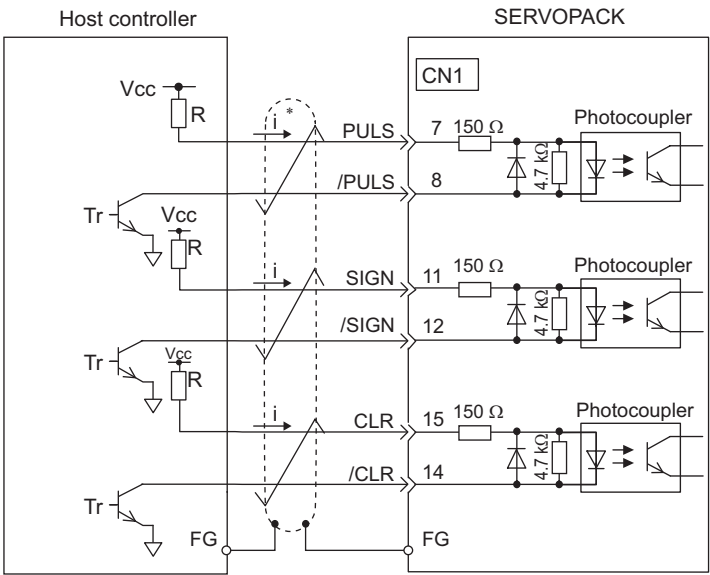 Host controller
SERVOPACK
CN1
Vcc
R
i
*
PULS
7
150 Ω
Photocoupler
4.7 kΩ
/PULS
8
Tr
Vcc
R
i
SIGN
11
150 Ω
Photocoupler
4.7 kΩ
/SIGN
12
Tr
Vcc
R
i
CLR
15
150 Ω
Photocoupler
4.7 kΩ
/CLR
14
Tr
FG
FG